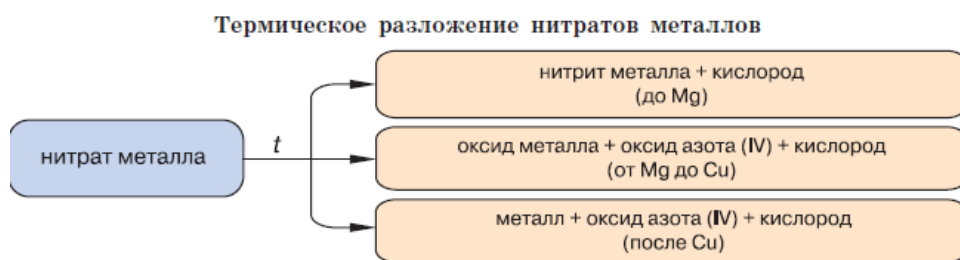 Термическое разложение нитратов металлов
нитрат металла
t
нитрит металла + кислород
(до Mg)
оксид металла + оксид азота (IV) + кислород
(от Mg до Cu)
металл + оксид азота (IV) + кислород
(после Cu)